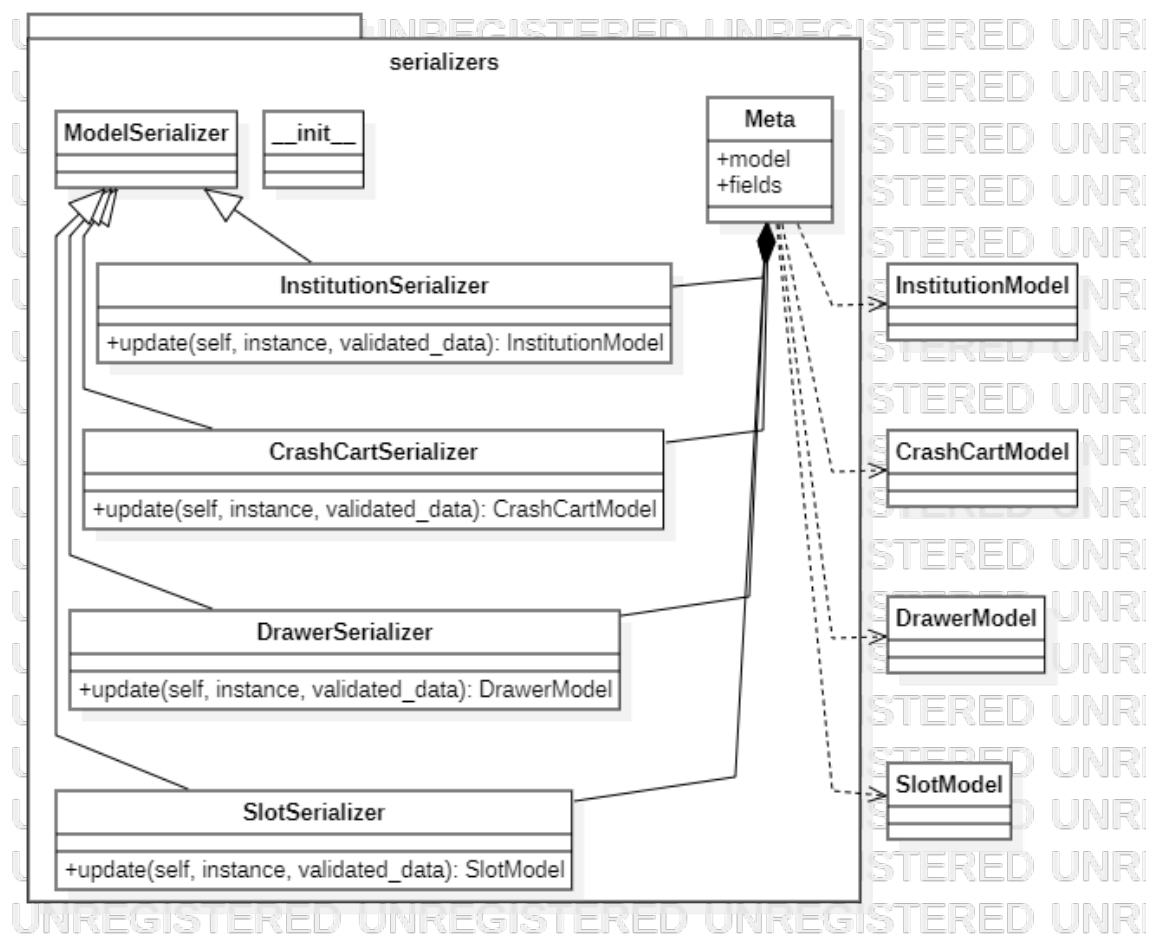 serializers
ModelSerializer
__init__
Meta
+model
+fields
InstitutionSerializer
+update(self, instance, validated_data): InstitutionModel
InstitutionModel
CrashCartSerializer
+update(self, instance, validated_data): CrashCartModel
CrashCartModel
DrawerSerializer
+update(self, instance, validated_data): DrawerModel
DrawerModel
SlotSerializer
+update(self, instance, validated_data): SlotModel
SlotModel
UNREGISTERED UNREGISTERED UNREGISTERED UNRE